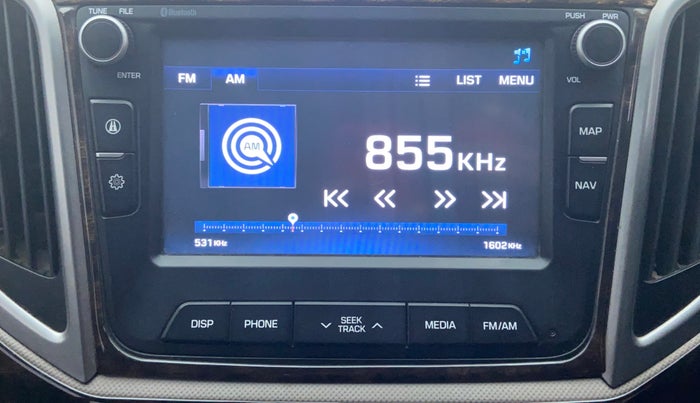 TUNE FILE
Bluetooth
PUSH PWR
ENTER
VOL
FM AM LIST MENU
AM
855KHz
MAP
NAV
531KHz
1602KHz
DISP
PHONE
SEEK
TRACK
MEDIA
FM/AM